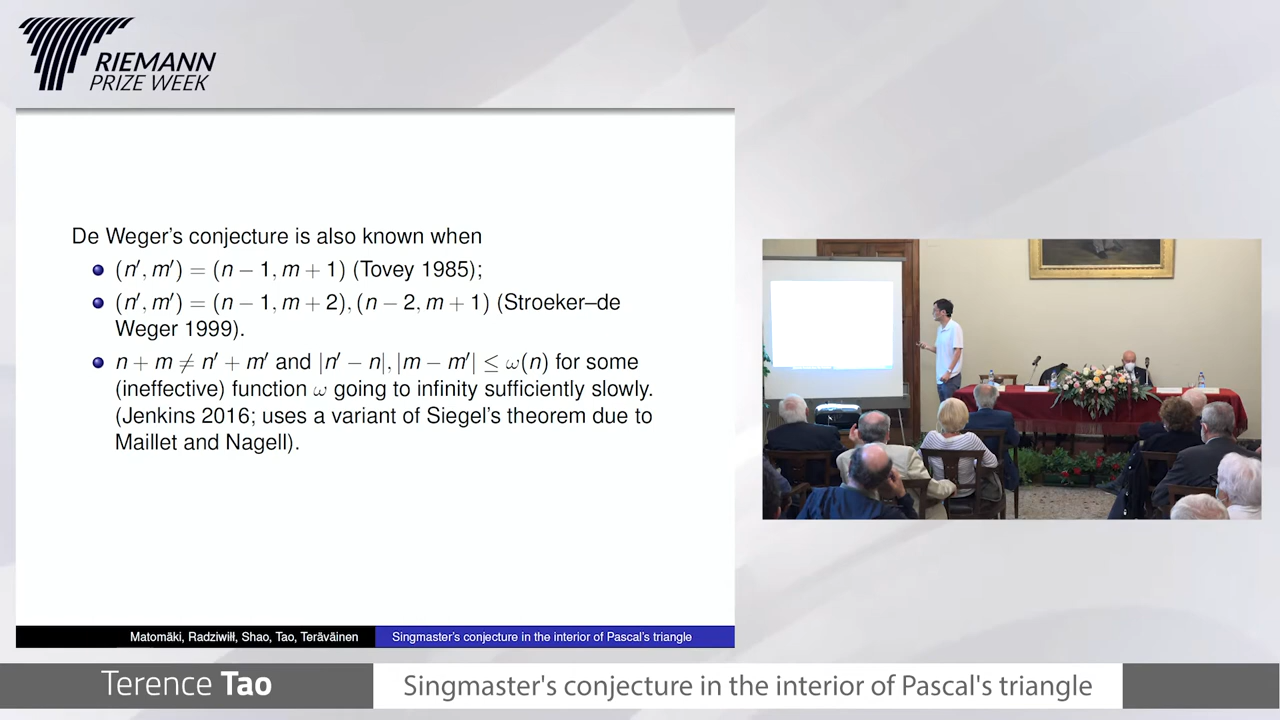 RIEMANN
PRIZE WEEK
De Weger's conjecture is also known when
(n′, m′) = (n − 1, m + 1) (Tovey 1985);
(n′, m′) = (n − 1, m + 2), (n − 2, m + 1) (Stroeker–de
Weger 1999).
n + m ≠ n′ + m′ and |n′ − n|, |m − m′| ≤ ω(n) for some
(ineffective) function ω going to infinity sufficiently slowly.
(Jenkins 2016; uses a variant of Siegel's theorem due to
Maillet and Nagell).
Matomäki, Radziwiłł, Shao, Tao, Teräväinen
Singmaster's conjecture in the interior of Pascal's triangle
Terence Tao
Singmaster's conjecture in the interior of Pascal's triangle